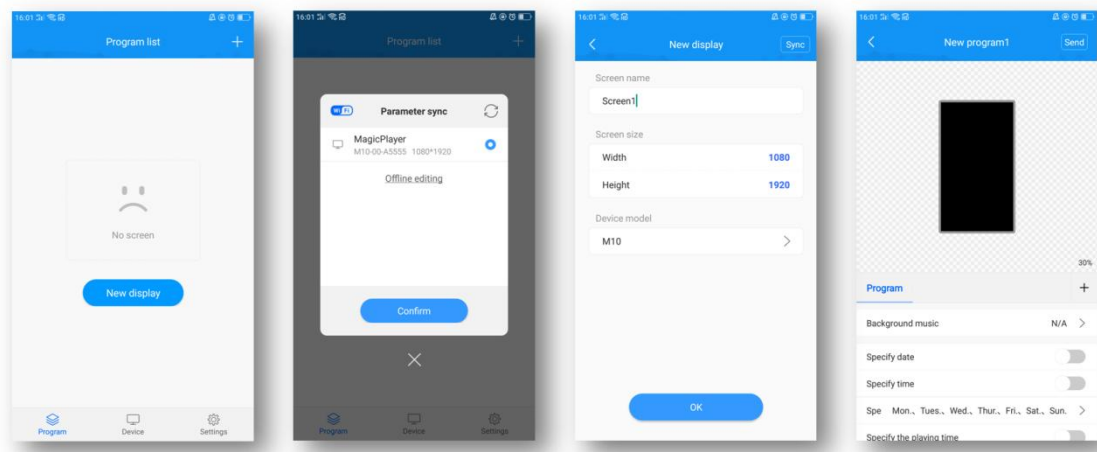 16:01
Program list
No screen
New display
Program
Device
Settings
16:01
Program list
WiFi
Parameter sync
MagicPlayer
M10-00-A5555 1080*1920
Offline editing
Confirm
Program
Device
Settings
16:01
New display
Sync
Screen name
Screen1
Screen size
Width 1080
Height 1920
Device model
M10
OK
16:01
New program1
Send
30%
Program
Background music N/A
Specify date
Specify time
Spe Mon.、Tues.、Wed.、Thur.、Fri.、Sat.、Sun.
Specify the playing time